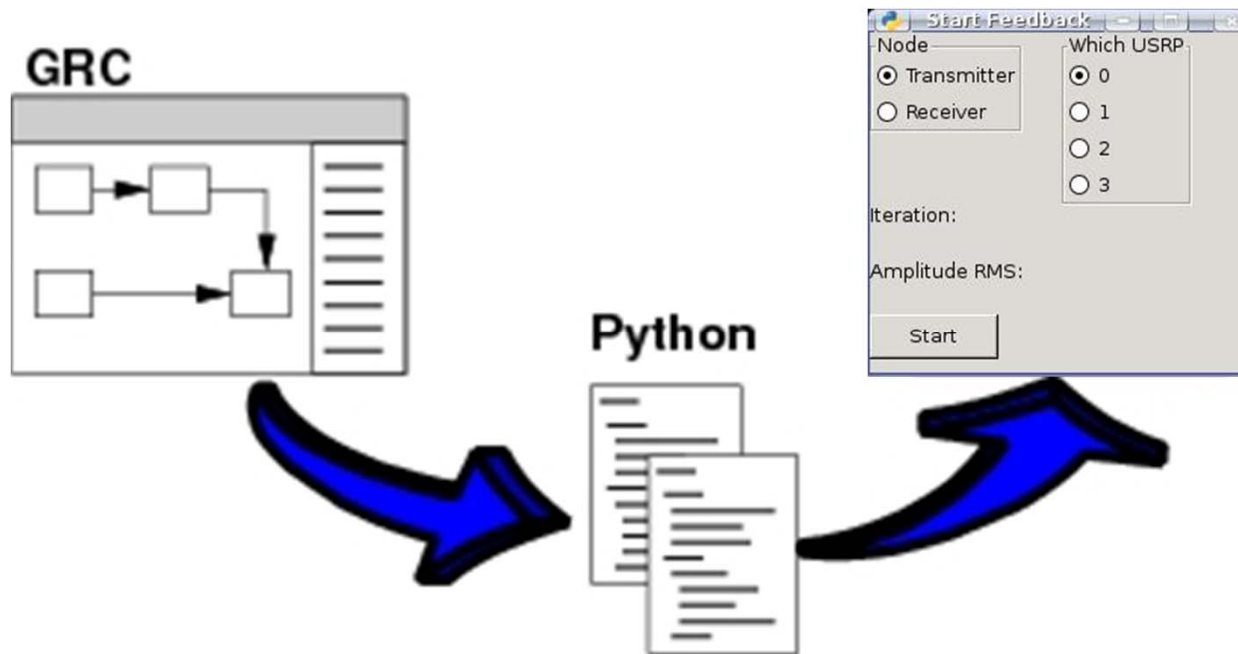 GRC
Python
Start Feedback
Node
Transmitter
Receiver
Which USRP
0
1
2
3
Iteration:
Amplitude RMS:
Start